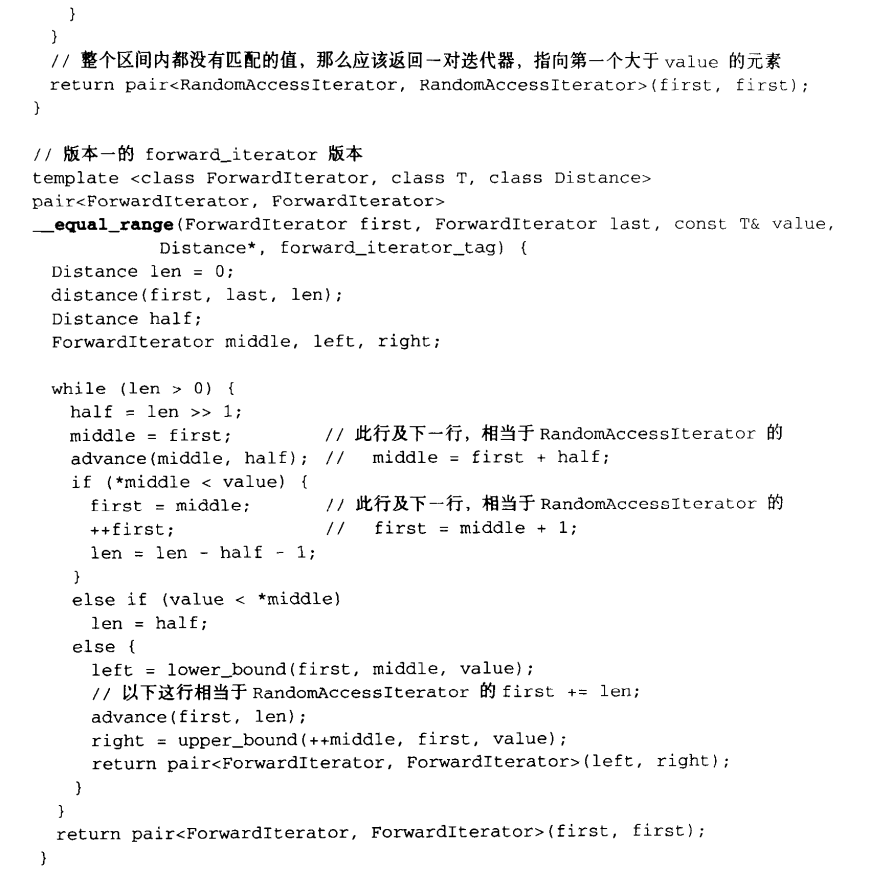 }
  }
  // 整个区间内都没有匹配的值，那么应该返回一对迭代器，指向第一个大于 value 的元素
  return pair<RandomAccessIterator, RandomAccessIterator>(first, first);
}

// 版本一的 forward_iterator 版本
template <class ForwardIterator, class T, class Distance>
pair<ForwardIterator, ForwardIterator>
__equal_range(ForwardIterator first, ForwardIterator last, const T& value,
              Distance*, forward_iterator_tag) {
  Distance len = 0;
  distance(first, last, len);
  Distance half;
  ForwardIterator middle, left, right;

  while (len > 0) {
    half = len >> 1;
    middle = first;         // 此行及下一行，相当于 RandomAccessIterator 的
    advance(middle, half);  //   middle = first + half;
    if (*middle < value) {
      first = middle;       // 此行及下一行，相当于 RandomAccessIterator 的
      ++first;              //   first = middle + 1;
      len = len - half - 1;
    }
    else if (value < *middle)
      len = half;
    else {
      left = lower_bound(first, middle, value);
      // 以下这行相当于 RandomAccessIterator 的 first += len;
      advance(first, len);
      right = upper_bound(++middle, first, value);
      return pair<ForwardIterator, ForwardIterator>(left, right);
    }
  }
  return pair<ForwardIterator, ForwardIterator>(first, first);
}